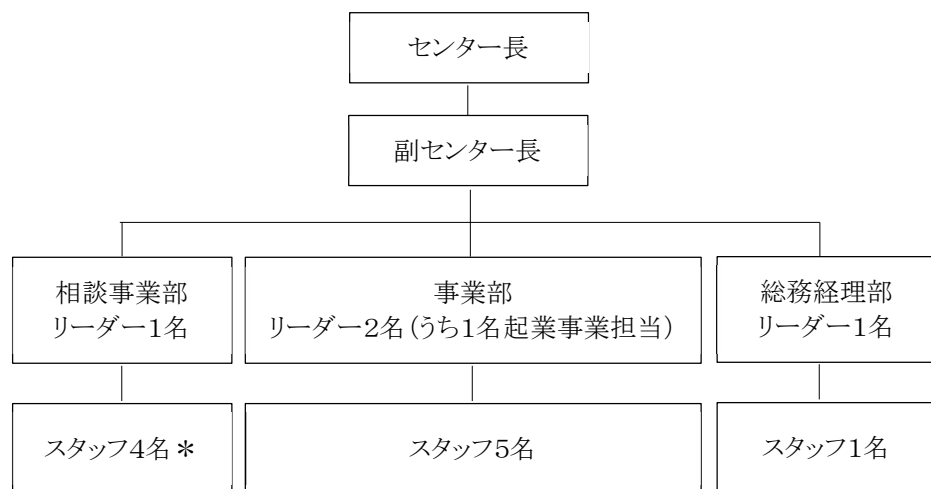 センター長
副センター長
相談事業部
リーダー１名
事業部
リーダー２名（うち１名起業事業担当）
総務経理部
リーダー１名
スタッフ４名＊
スタッフ５名
スタッフ１名